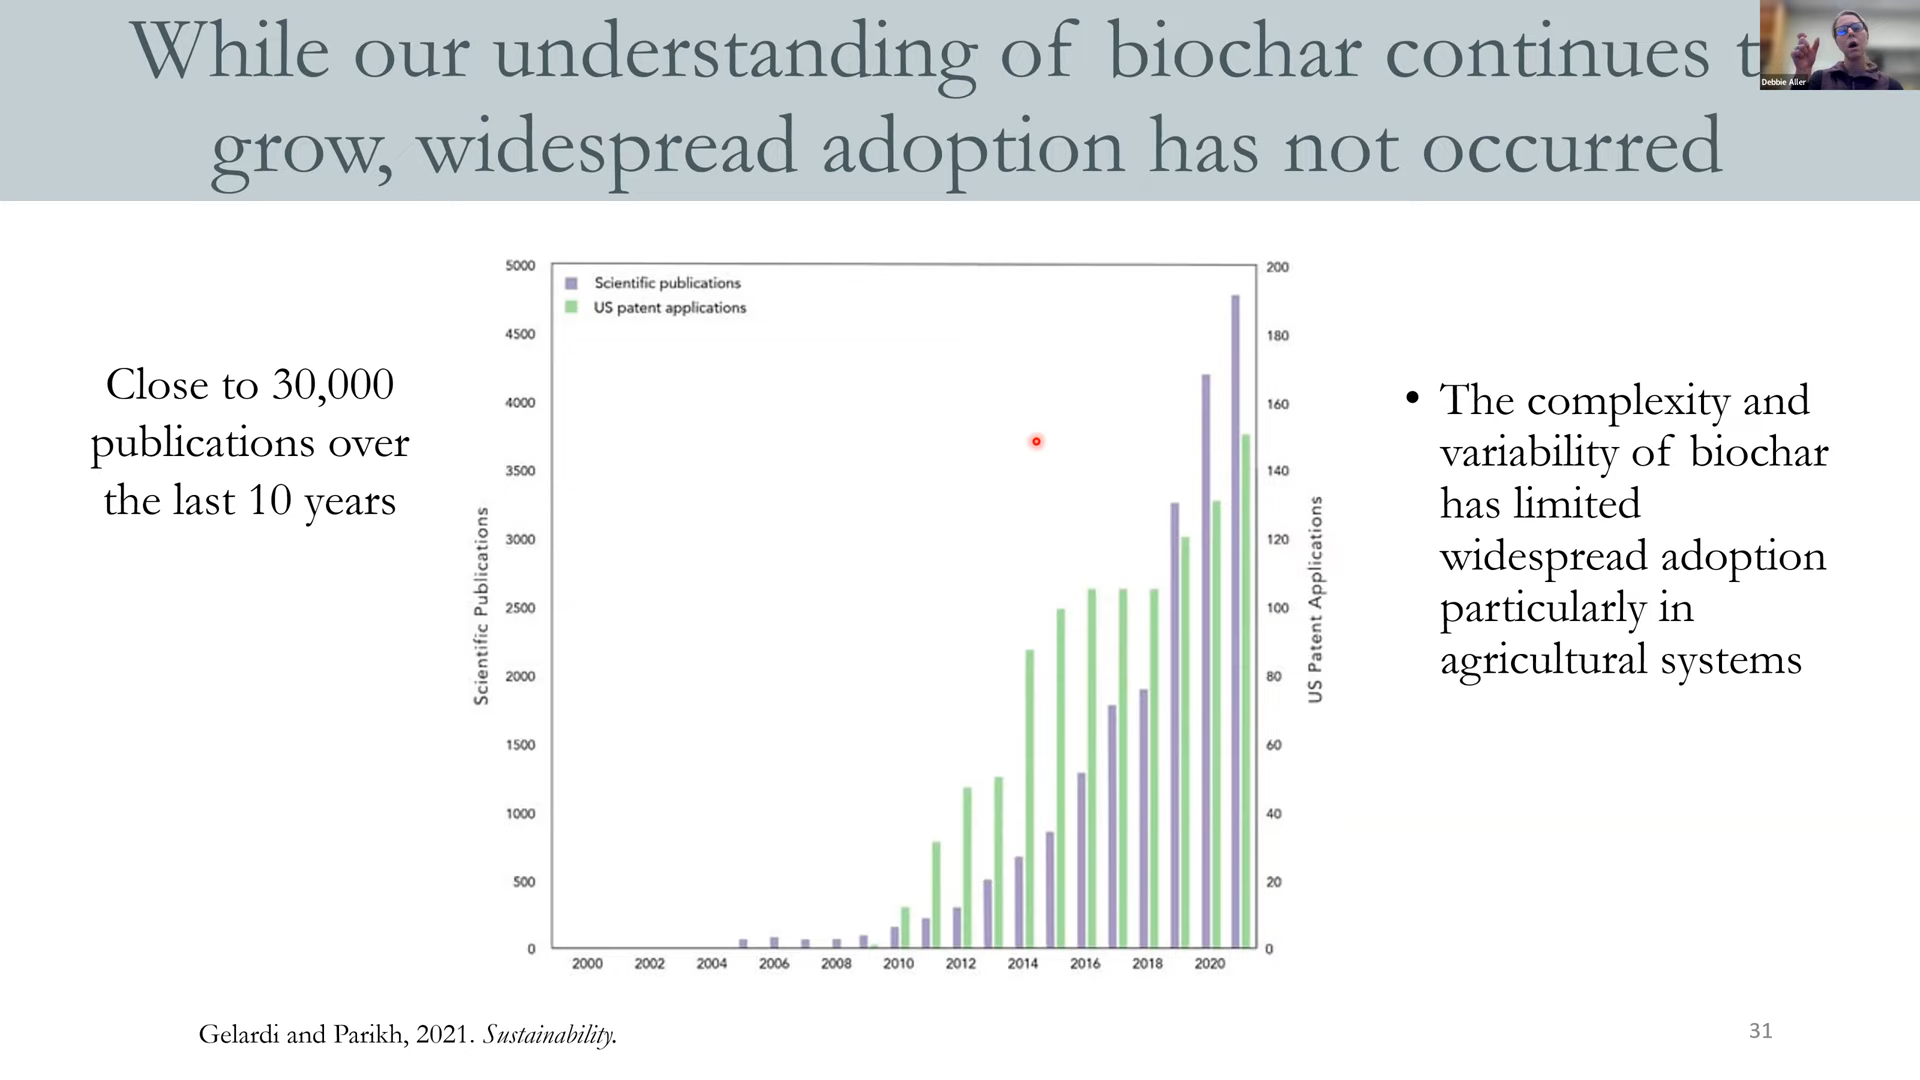 While our understanding of biochar continues t
grow, widespread adoption has not occurred
Debbie Aller
Close to 30,000
publications over
the last 10 years
Scientific publications
US patent applications
Scientific Publications
5000
4500
4000
3500
3000
2500
2000
1500
1000
500
0
200
180
160
140
120
100
80
60
40
20
0
US Patent Applications
2000 2002 2004 2006 2008 2010 2012 2014 2016 2018 2020
• The complexity and
variability of biochar
has limited
widespread adoption
particularly in
agricultural systems
Gelardi and Parikh, 2021. Sustainability.
31